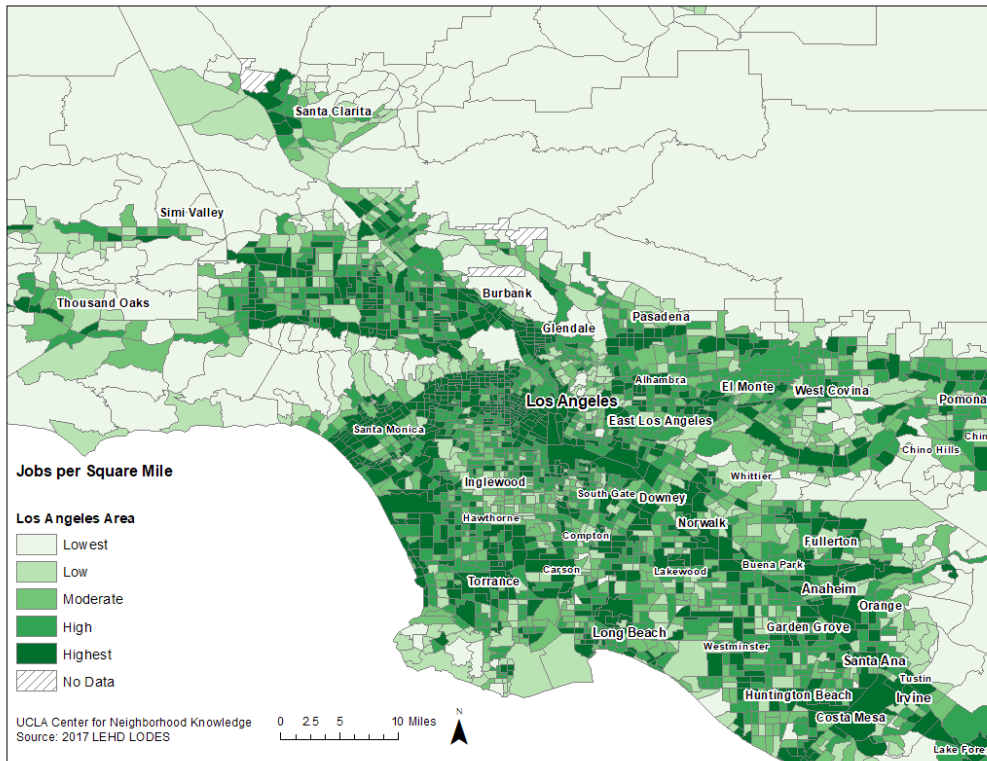 Santa Clarita
Simi Valley
Thousand Oaks
Burbank
Glendale
Pasadena
Alhambra
El Monte
West Covina
Los Angeles
Pomona
East Los Angeles
Santa Monica
Chin
Chino Hills
Whittier
Inglewood
South Gate
Downey
Norwalk
Hawthorne
Compton
Fullerton
Buena Park
Carson
Lakewood
Torrance
Anaheim
Orange
Garden Grove
Long Beach
Westminster
Santa Ana
Tustin
Huntington Beach
Irvine
Costa Mesa
Lake Fores
Jobs per Square Mile
Los Angeles Area
Lowest
Low
Moderate
High
Highest
No Data
UCLA Center for Neighborhood Knowledge
Source: 2017 LEHD LODES
0 2.5 5 10 Miles
N